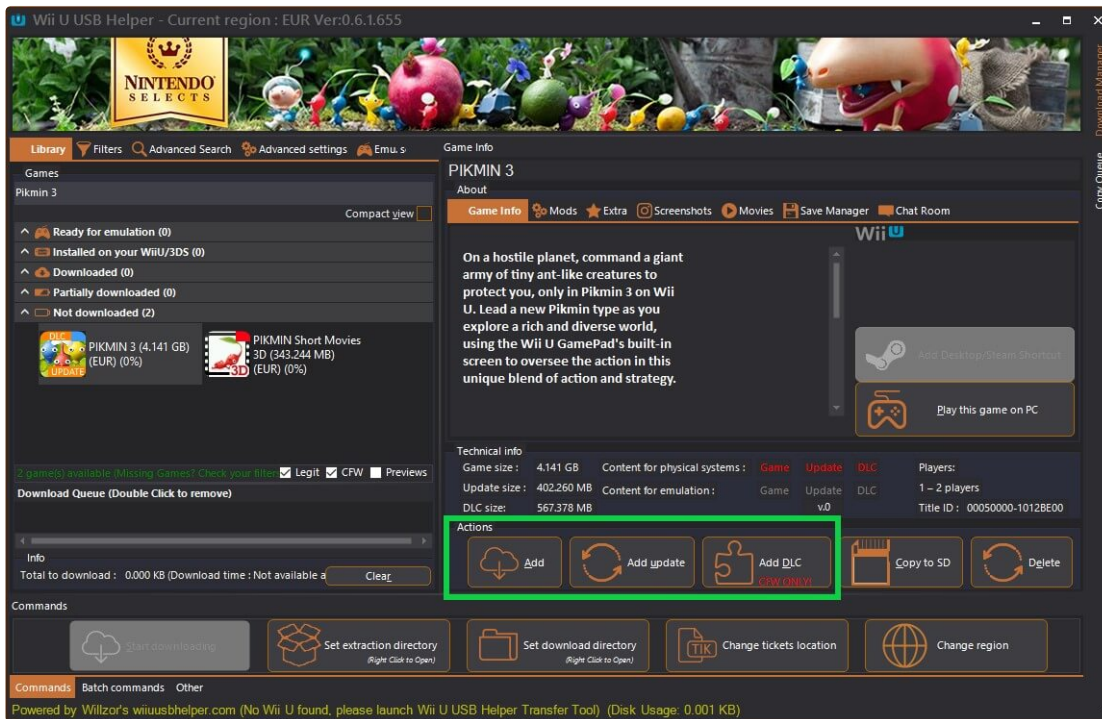 Wii U USB Helper - Current region : EUR Ver:0.6.1.655
NINTENDO
SELECTS
Download Manager
Copy Queue
Library Filters Advanced Search Advanced settings Emu. s
Games
Pikmin 3
Compact view
Ready for emulation (0)
Installed on your WiiU/3DS (0)
Downloaded (0)
Partially downloaded (0)
Not downloaded (2)
DLC
UPDATE
PIKMIN 3 (4.141 GB)
(EUR) (0%)
3D
PIKMIN Short Movies
3D (343.244 MB)
(EUR) (0%)
2 game(s) available (Missing Games? Check your filters Legit CFW Previews
Download Queue (Double Click to remove)
Info
Total to download : 0.000 KB (Download time : Not available a Clear
Game Info
PIKMIN 3
About
Game Info Mods Extra Screenshots Movies Save Manager Chat Room
On a hostile planet, command a giant
army of tiny ant-like creatures to
protect you, only in Pikmin 3 on Wii
U. Lead a new Pikmin type as you
explore a rich and diverse world,
using the Wii U GamePad's built-in
screen to oversee the action in this
unique blend of action and strategy.
Wii U
Add Desktop/Steam Shortcut
Play this game on PC
Technical info
Game size : 4.141 GB Content for physical systems : Game Update DLC Players:
Update size : 402.260 MB Content for emulation : Game Update DLC 1 – 2 players
DLC size: 567.378 MB v.0 Title ID : 00050000-1012BE00
Actions
Add Add update Add DLC Copy to SD Delete
CFW ONLY!
Commands
Start downloading
Set extraction directory
(Right Click to Open)
Set download directory
(Right Click to Open)
TIK
Change tickets location
Change region
Commands Batch commands Other
Powered by Willzor's wiiuusbhelper.com (No Wii U found, please launch Wii U USB Helper Transfer Tool) (Disk Usage: 0.001 KB)